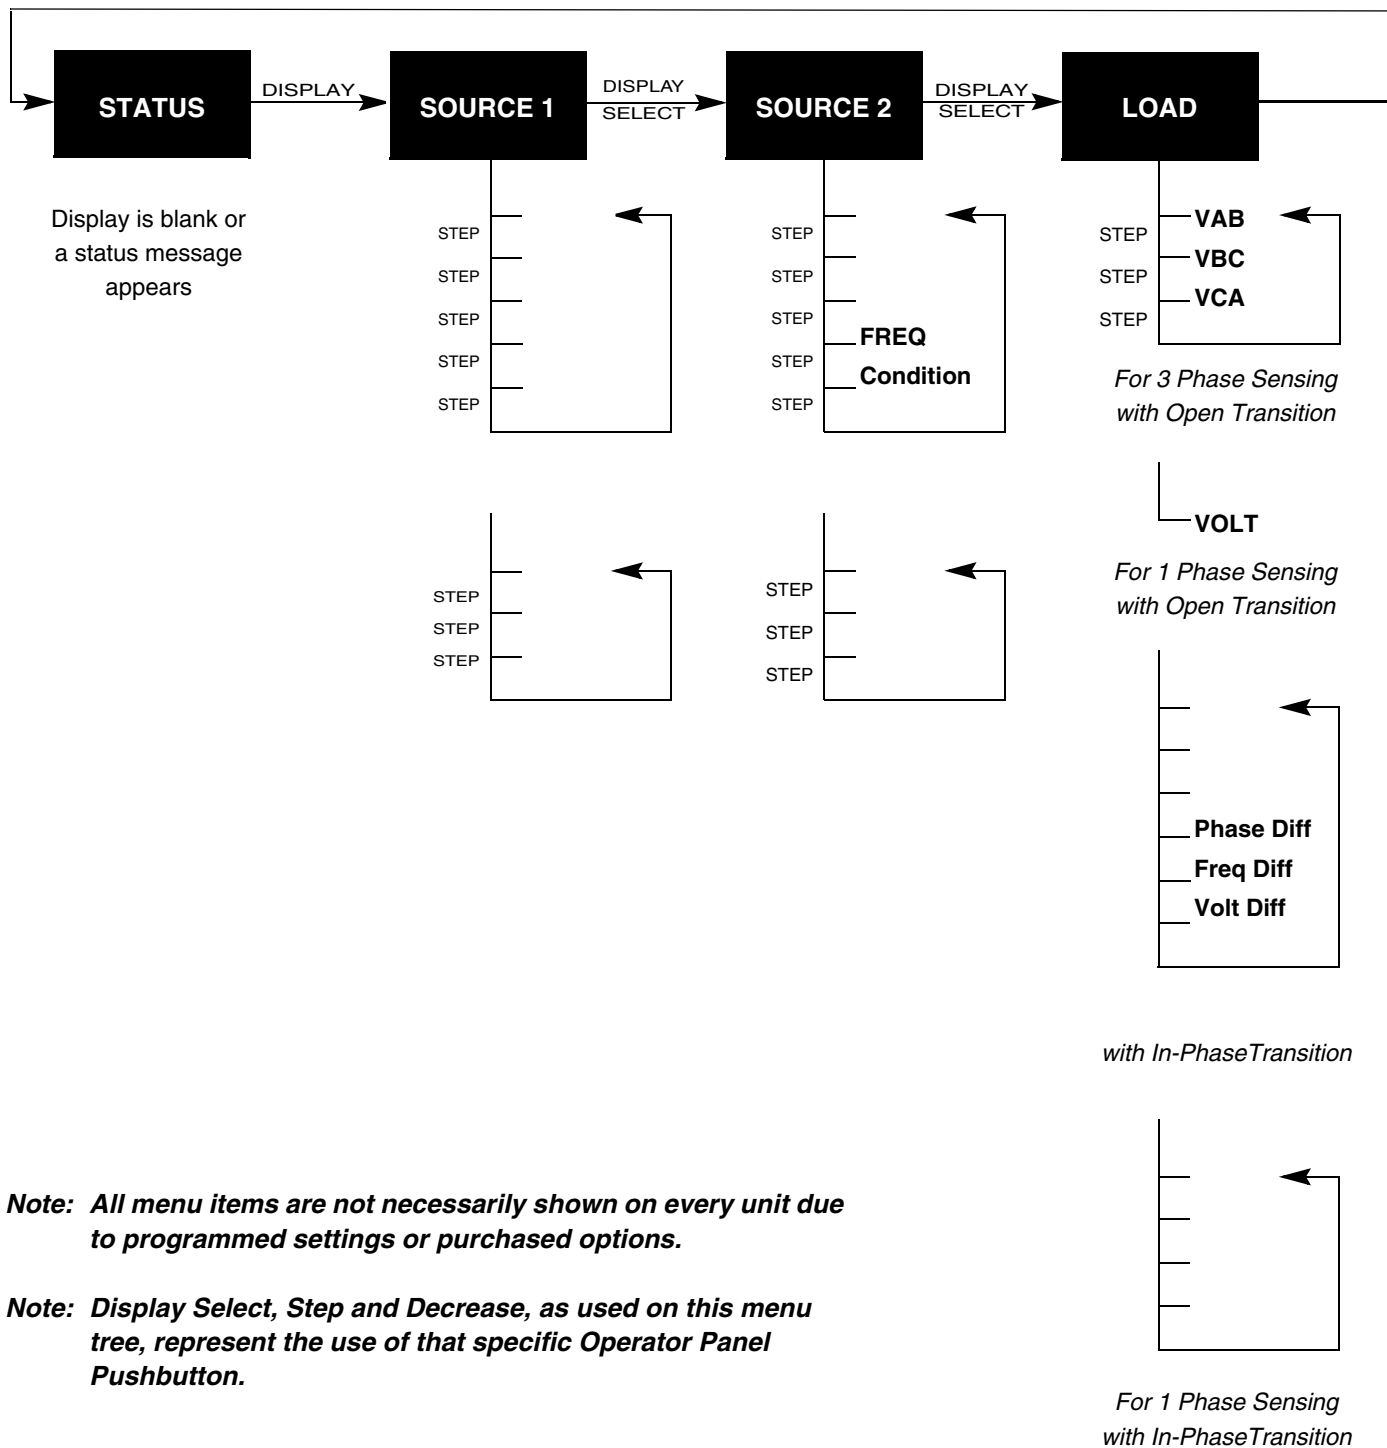 STATUS
DISPLAY
SOURCE 1
DISPLAY
SELECT
SOURCE 2
DISPLAY
SELECT
LOAD
Display is blank or
a status message
appears
STEP
STEP
STEP
STEP
STEP
STEP
STEP
STEP
STEP
STEP
FREQ
Condition
STEP
STEP
STEP
VAB
VBC
VCA
For 3 Phase Sensing
with Open Transition
VOLT
For 1 Phase Sensing
with Open Transition
STEP
STEP
STEP
STEP
STEP
STEP
Phase Diff
Freq Diff
Volt Diff
with In-PhaseTransition
Note: All menu items are not necessarily shown on every unit due
to programmed settings or purchased options.
Note: Display Select, Step and Decrease, as used on this menu
tree, represent the use of that specific Operator Panel
Pushbutton.
For 1 Phase Sensing
with In-PhaseTransition